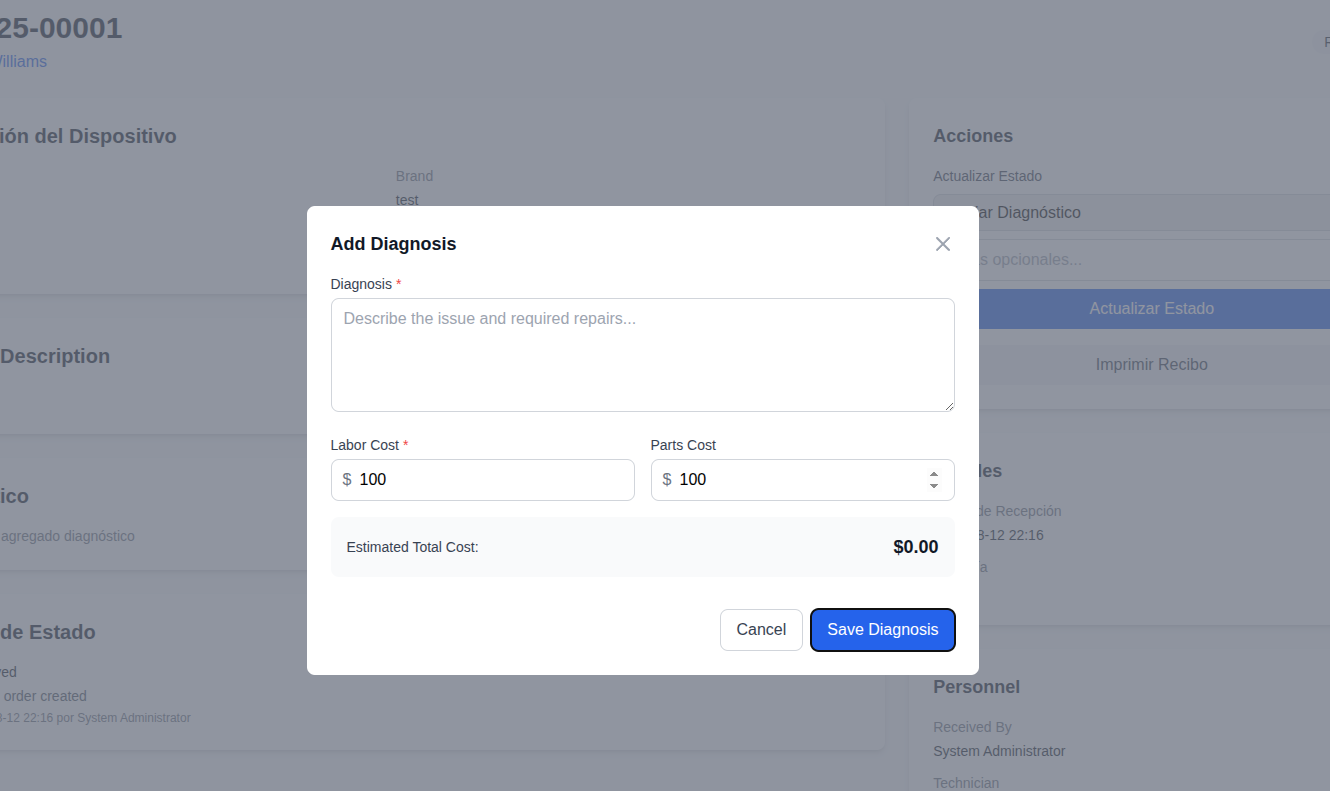 25-00001
Williams
ión del Dispositivo
Brand
test
Description
ico
agregado diagnóstico
de Estado
ved
order created
-12 22:16 por System Administrator
Add Diagnosis
Diagnosis *
Describe the issue and required repairs...
Labor Cost *
Parts Cost
$ 100
$ 100
Estimated Total Cost:
$0.00
Cancel
Save Diagnosis
Acciones
Actualizar Estado
ar Diagnóstico
s opcionales...
Actualizar Estado
Imprimir Recibo
les
de Recepción
-12 22:16
a
Personnel
Received By
System Administrator
Technician